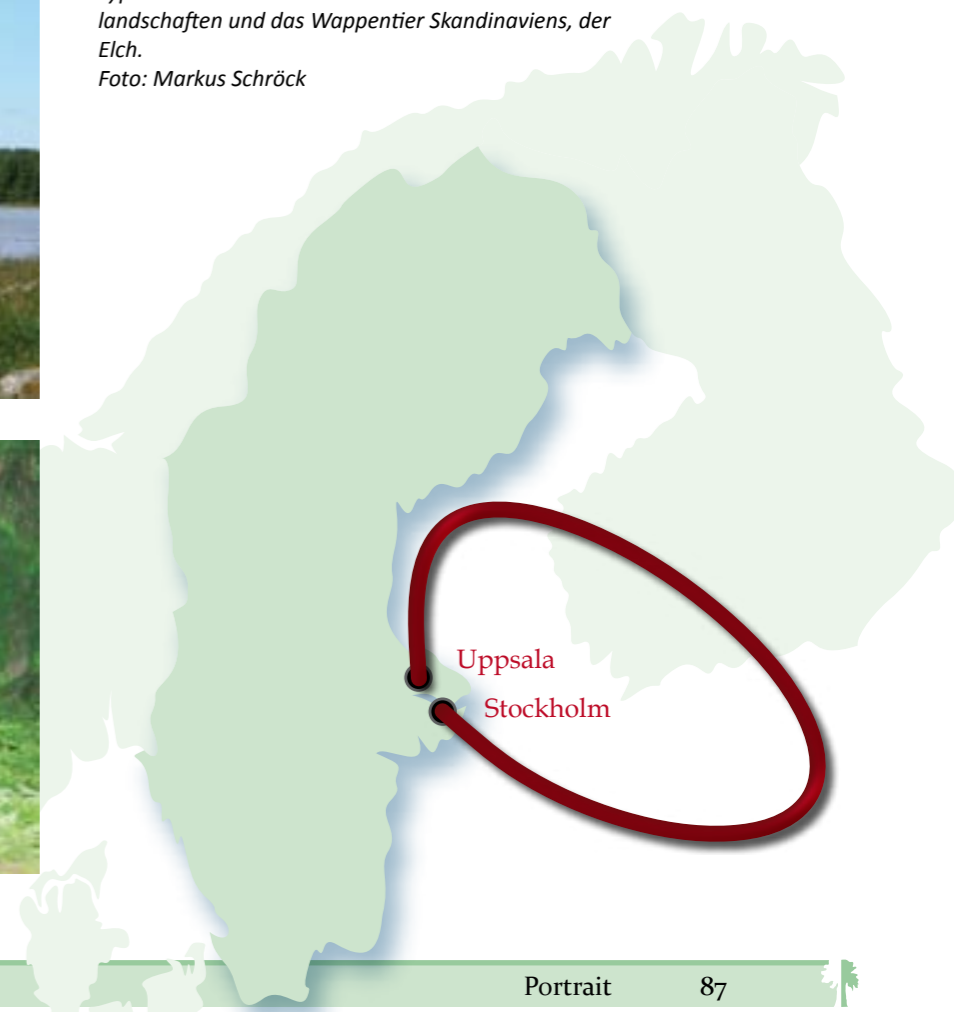 landschaften und das Wappentier Skandinaviens, der
Elch.
Foto: Markus Schröck
Uppsala
Stockholm
Portrait 87